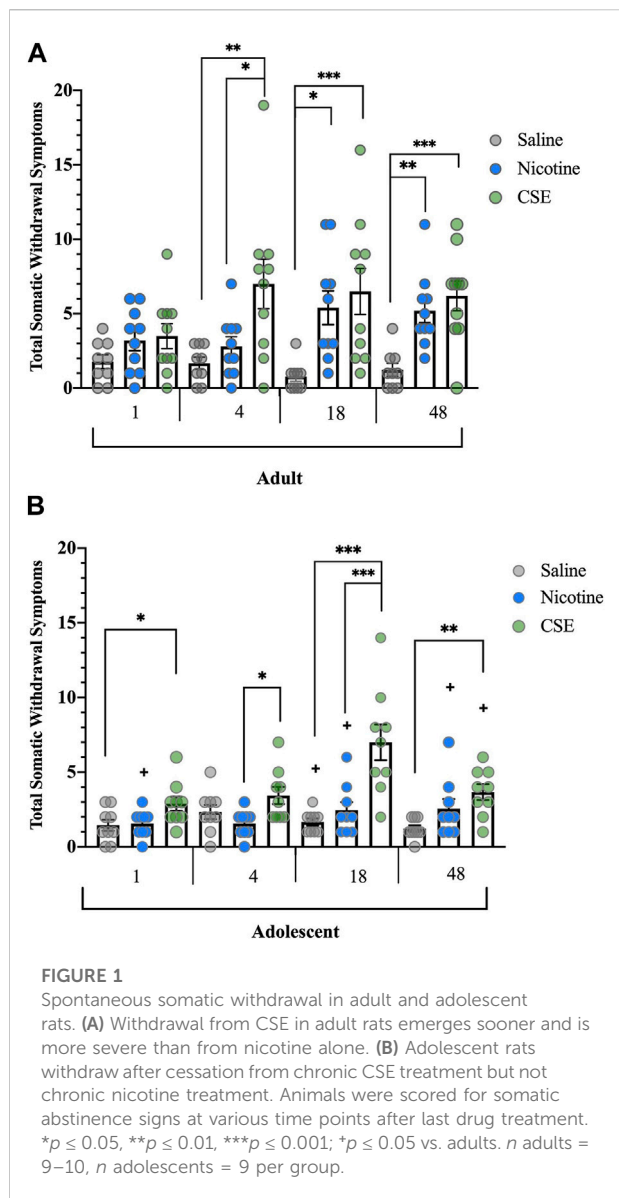 A
** 
*
***
*
***
**
20
15
10
5
0
Total Somatic Withdrawal Symptoms
Saline
Nicotine
CSE
1 4 18 48
Adult
B
*
*
***
***
**
+
+
+
+
+
20
15
10
5
0
Total Somatic Withdrawal Symptoms
Saline
Nicotine
CSE
1 4 18 48
Adolescent
FIGURE 1
Spontaneous somatic withdrawal in adult and adolescent
rats. (A) Withdrawal from CSE in adult rats emerges sooner and is
more severe than from nicotine alone. (B) Adolescent rats
withdraw after cessation from chronic CSE treatment but not
chronic nicotine treatment. Animals were scored for somatic
abstinence signs at various time points after last drug treatment.
*p ≤ 0.05, **p ≤ 0.01, ***p ≤ 0.001; +p ≤ 0.05 vs. adults. n adults =
9–10, n adolescents = 9 per group.